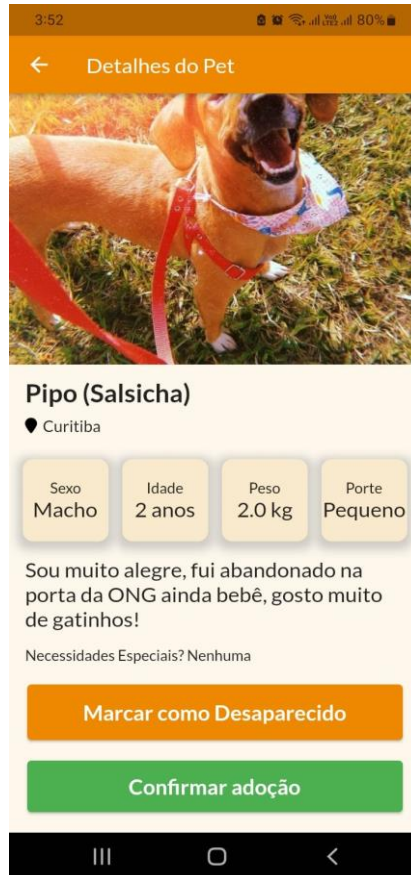 3:52
80%
Detalhes do Pet
Pipo (Salsicha)
Curitiba
Sexo
Macho
Idade
2 anos
Peso
2.0 kg
Porte
Pequeno
Sou muito alegre, fui abandonado na
porta da ONG ainda bebê, gosto muito
de gatinhos!
Necessidades Especiais? Nenhuma
Marcar como Desaparecido
Confirmar adoção